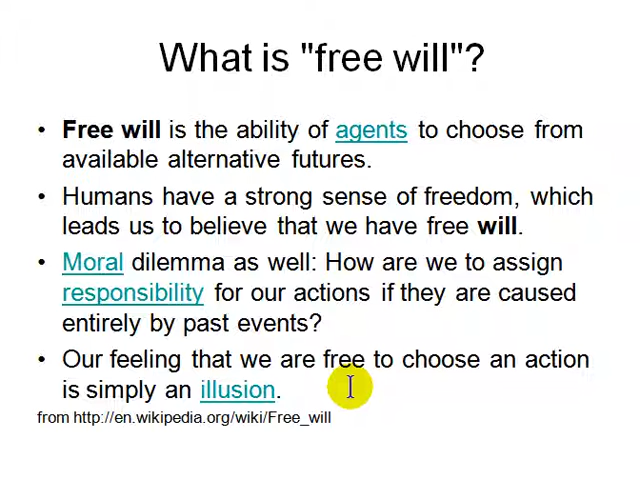 What is "free will"?
• Free will is the ability of agents to choose from
available alternative futures.
• Humans have a strong sense of freedom, which
leads us to believe that we have free will.
• Moral dilemma as well: How are we to assign
responsibility for our actions if they are caused
entirely by past events?
• Our feeling that we are free to choose an action
is simply an illusion.
from http://en.wikipedia.org/wiki/Free_will